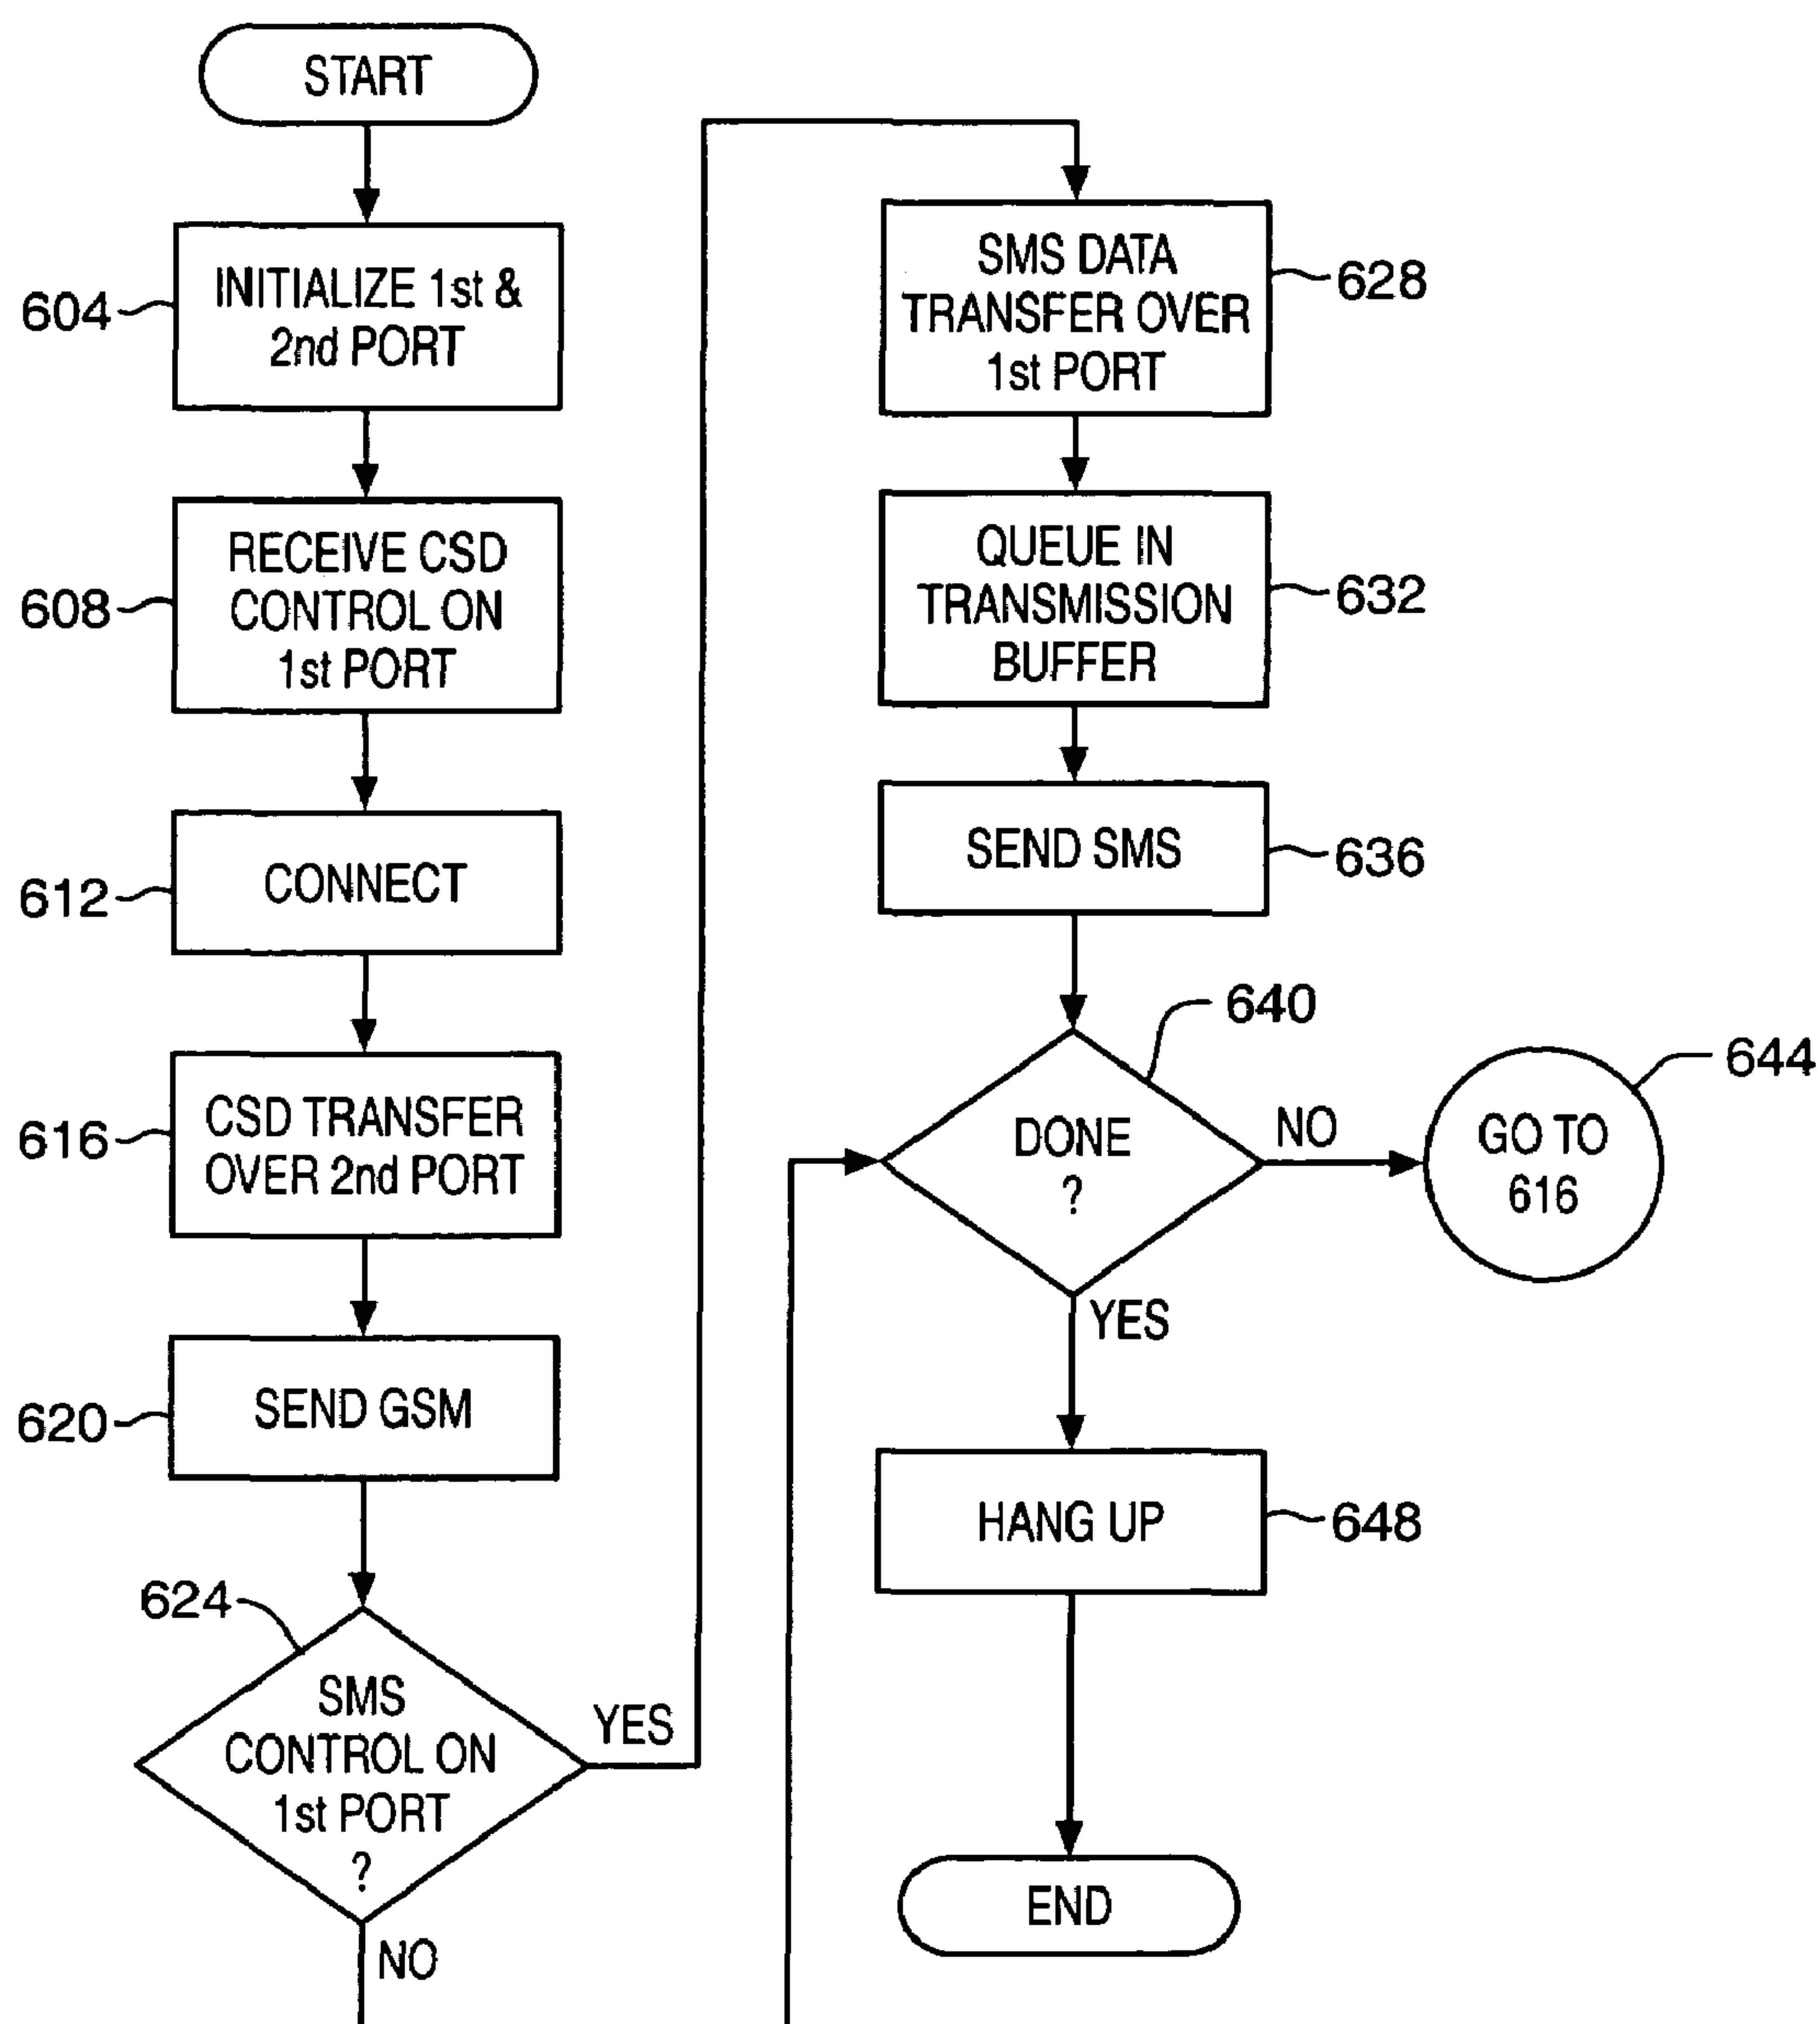 START
604
INITIALIZE 1st &
2nd PORT
608
RECEIVE CSD
CONTROL ON
1st PORT
612
CONNECT
616
CSD TRANSFER
OVER 2nd PORT
620
SEND GSM
624
SMS
CONTROL ON
1st PORT
?
YES
NO
SMS DATA
TRANSFER OVER
1st PORT
628
QUEUE IN
TRANSMISSION
BUFFER
632
SEND SMS
636
640
DONE
?
NO
GO TO
616
644
YES
HANG UP
648
END